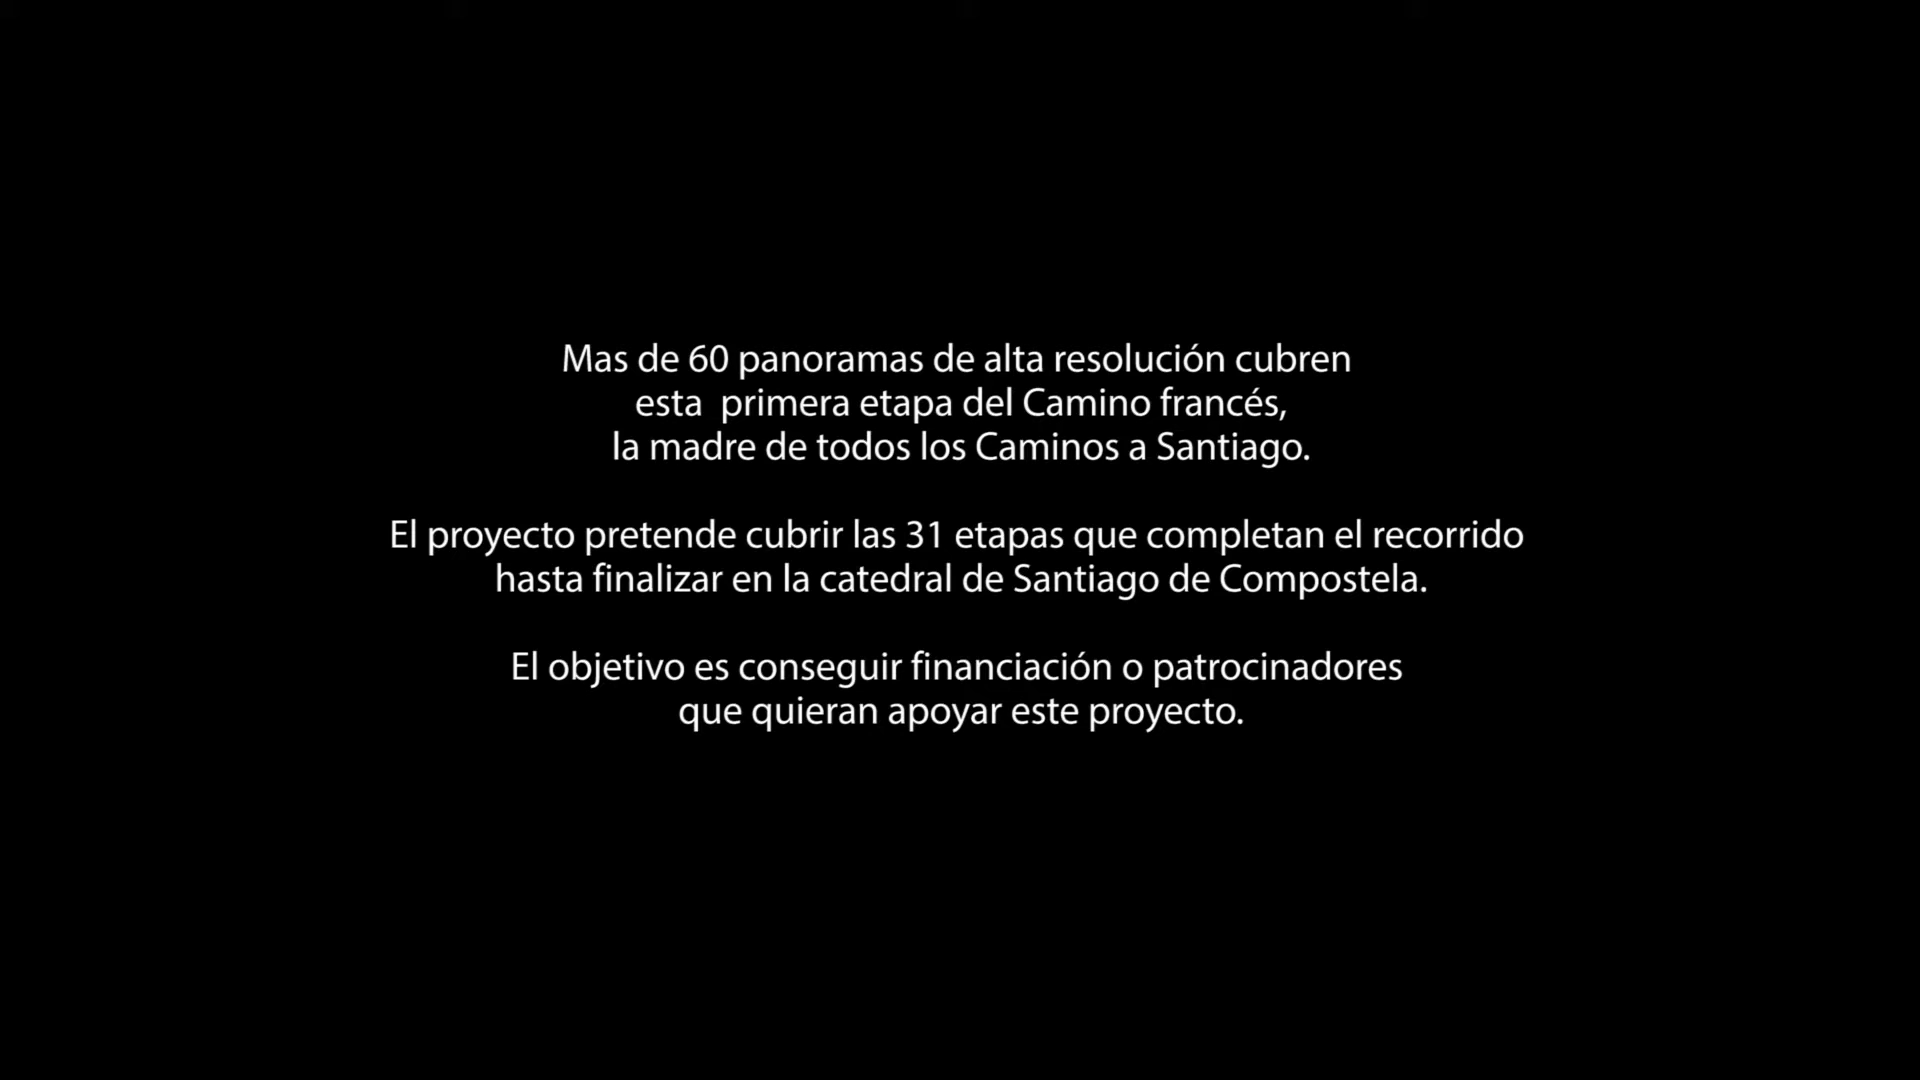 Mas de 60 panoramas de alta resolución cubren
esta  primera etapa del Camino francés,
la madre de todos los Caminos a Santiago.
El proyecto pretende cubrir las 31 etapas que completan el recorrido
hasta finalizar en la catedral de Santiago de Compostela.
El objetivo es conseguir financiación o patrocinadores
que quieran apoyar este proyecto.